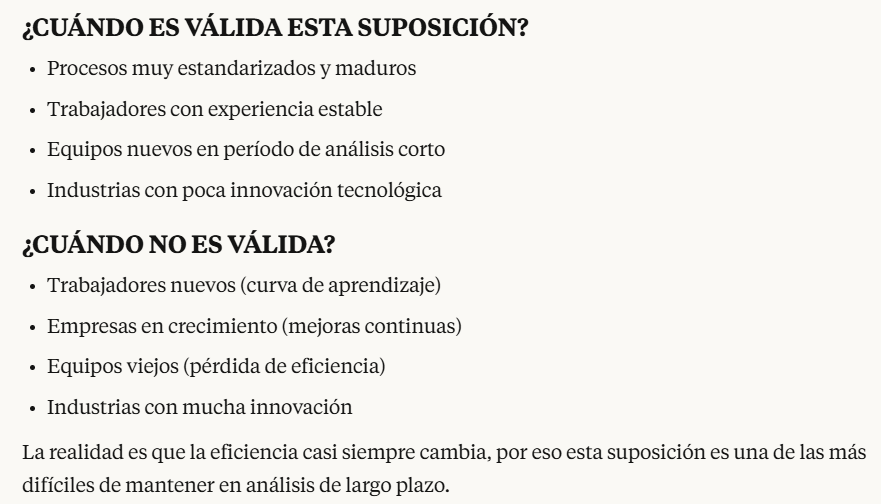 ¿CUÁNDO ES VÁLIDA ESTA SUPOSICIÓN?
• Procesos muy estandarizados y maduros
• Trabajadores con experiencia estable
• Equipos nuevos en período de análisis corto
• Industrias con poca innovación tecnológica
¿CUÁNDO NO ES VÁLIDA?
• Trabajadores nuevos (curva de aprendizaje)
• Empresas en crecimiento (mejoras continuas)
• Equipos viejos (pérdida de eficiencia)
• Industrias con mucha innovación
La realidad es que la eficiencia casi siempre cambia, por eso esta suposición es una de las más
difíciles de mantener en análisis de largo plazo.